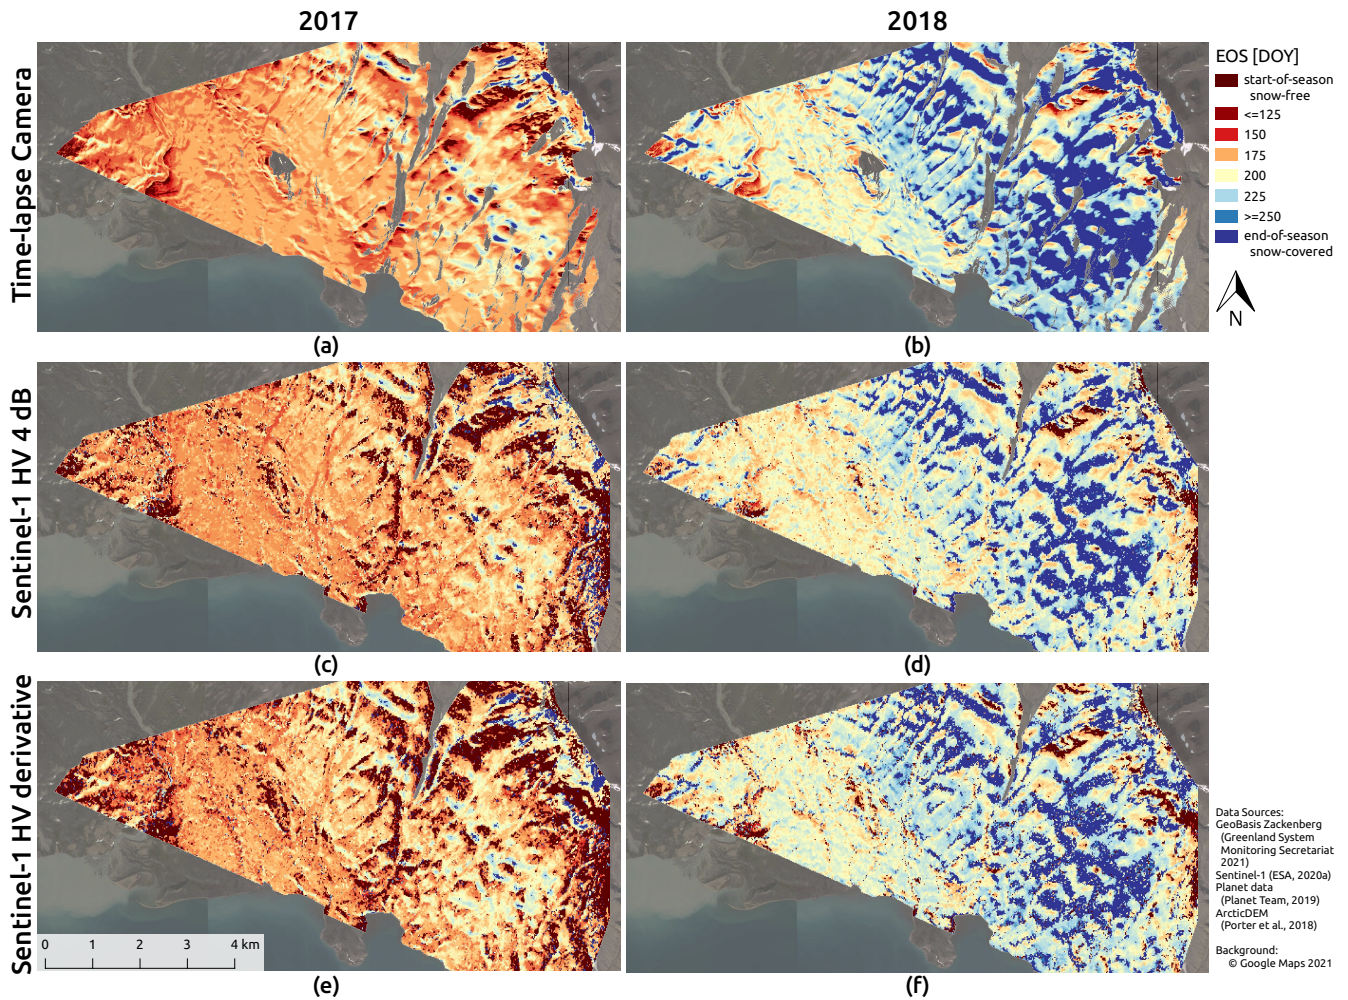 2017
2018
Time-lapse Camera
EOS [DOY]
start-of-season
snow-free
<=125
150
175
200
225
>=250
end-of-season
snow-covered
N
(a)
(b)
Sentinel-1 HV 4 dB
(c)
(d)
Sentinel-1 HV derivative
0 1 2 3 4 km
(e)
(f)
Data Sources:
GeoBasis Zackenberg
(Greenland System
Monitoring Secretariat
2021)
Sentinel-1 (ESA, 2020a)
Planet data
(Planet Team, 2019)
ArcticDEM
(Porter et al., 2018)
Background:
© Google Maps 2021